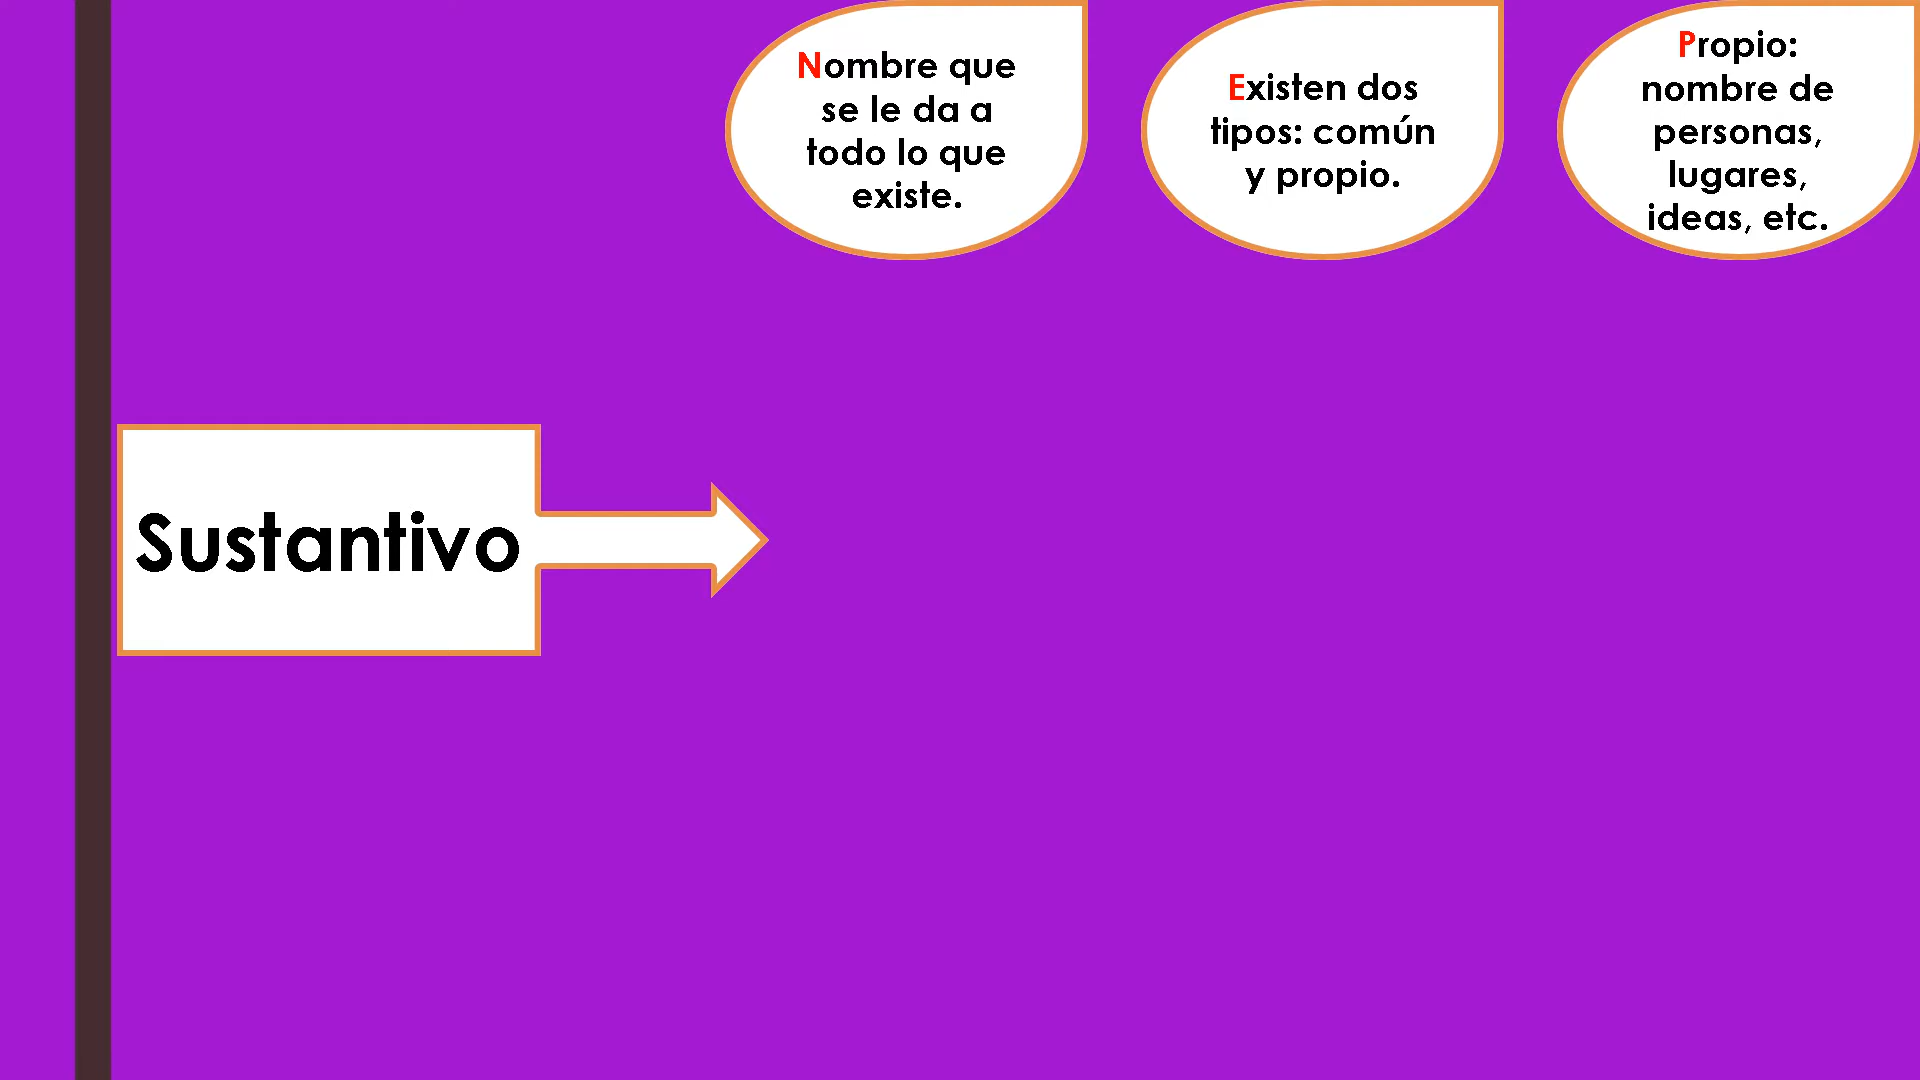 Nombre que
se le da a
todo lo que
existe.
Existen dos
tipos: común
y propio.
Propio:
nombre de
personas,
lugares,
ideas, etc.
Sustantivo